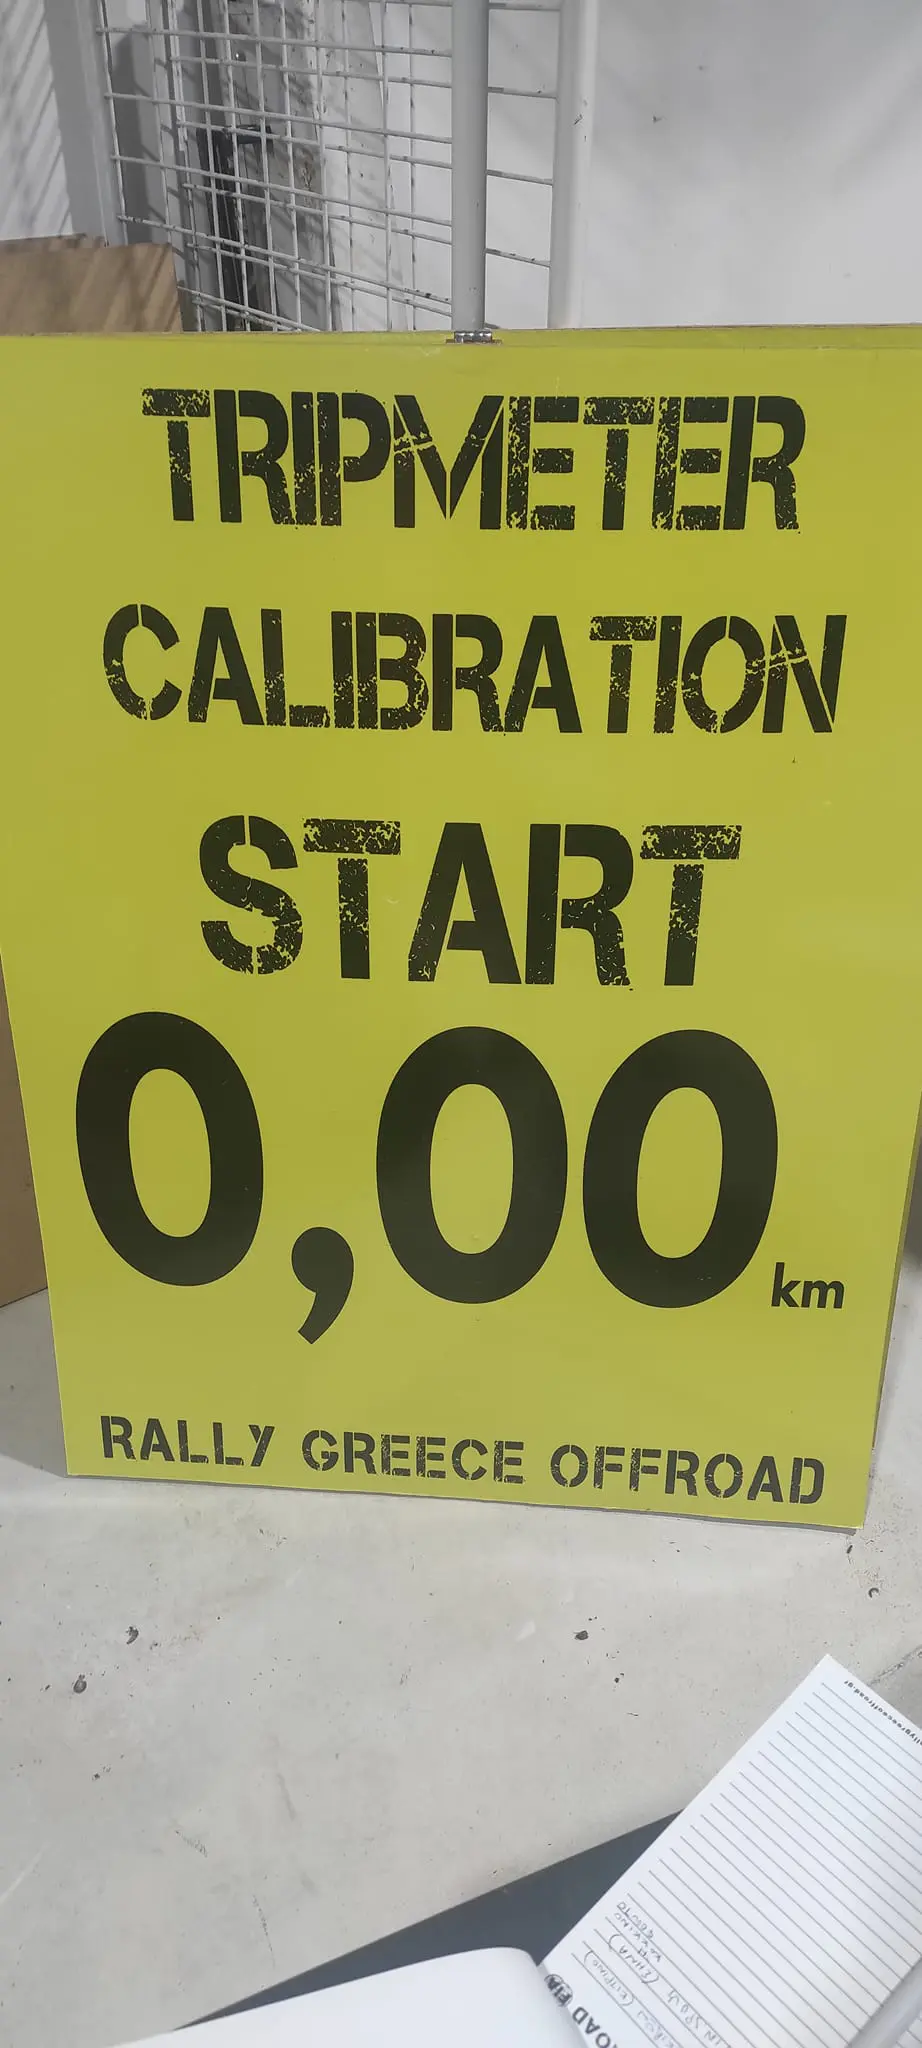 TRIPMETER
CALIBRATION
START
0,00 km
RALLY GREECE OFFROAD